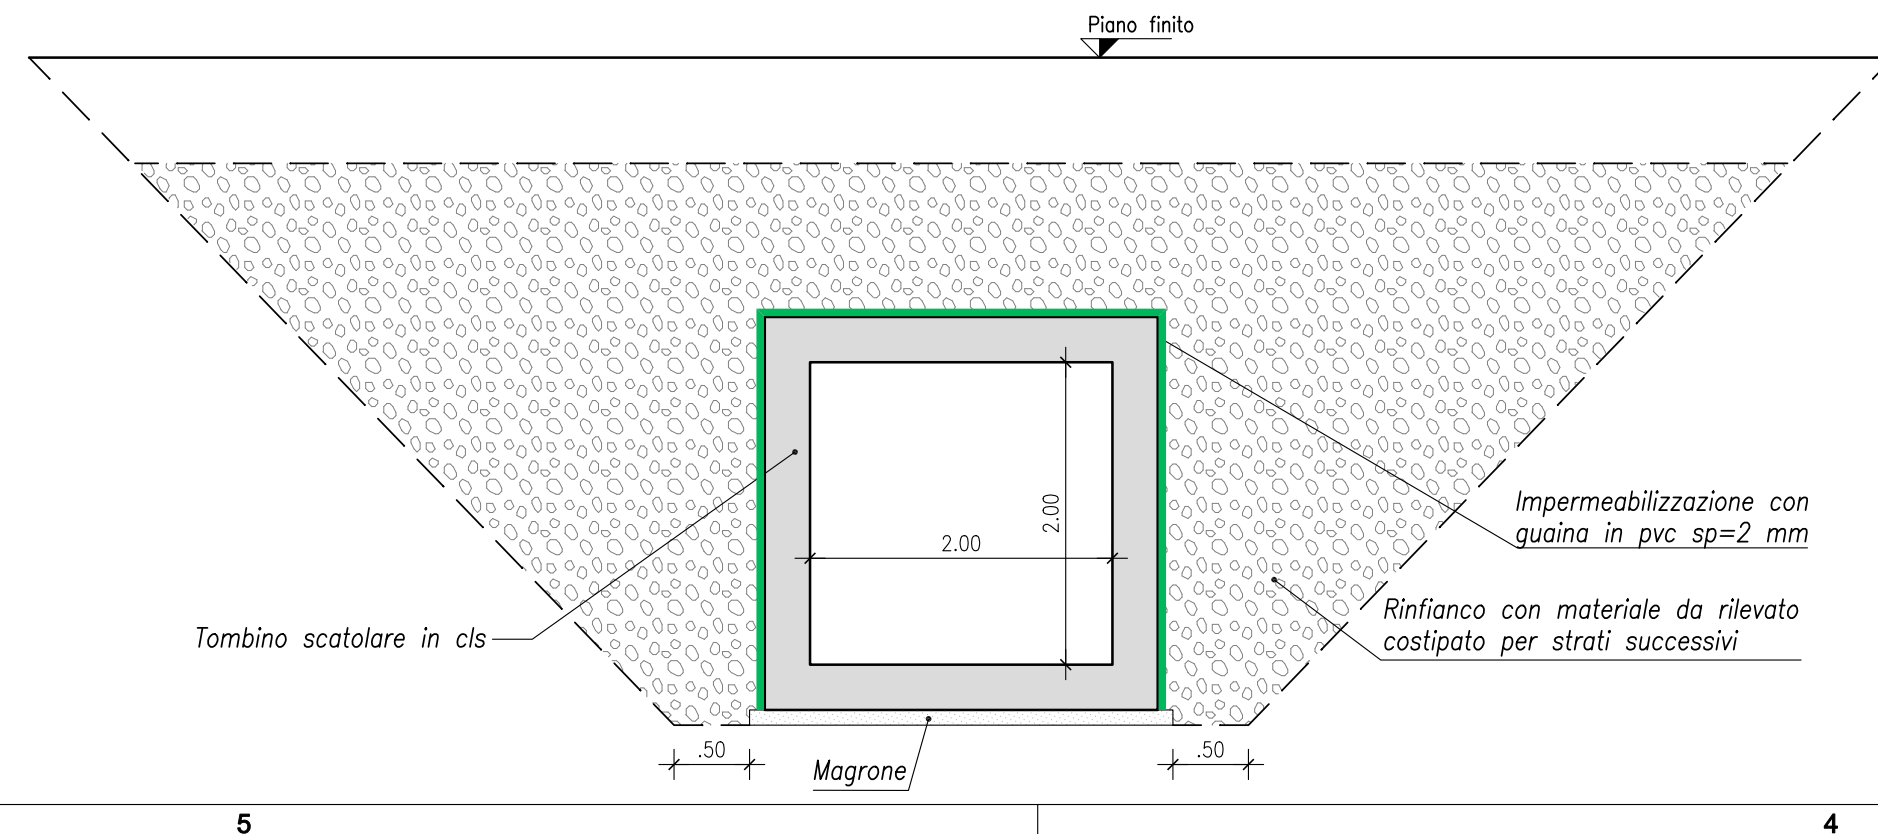 Piano finito
Impermeabilizzazione con
guaina in pvc sp=2 mm
2.00
2.00
Rinfianco con materiale da rilevato
costipato per strati successivi
Tombino scatolare in cls
.50
.50
Magrone
5
4